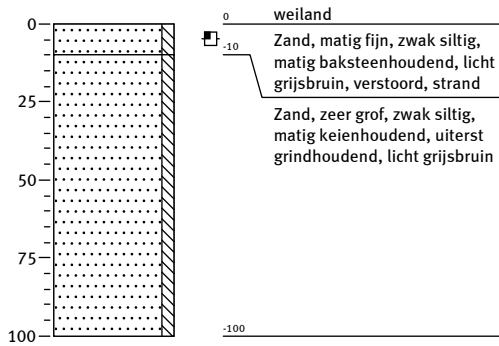 0
25
50
75
100
0
weiland
-10
Zand, matig fijn, zwak siltig,
matig baksteenhoudend, licht
grijsbruin, verstoord, strand
Zand, zeer grof, zwak siltig,
matig keienhoudend, uiterst
grindhoudend, licht grijsbruin
-100